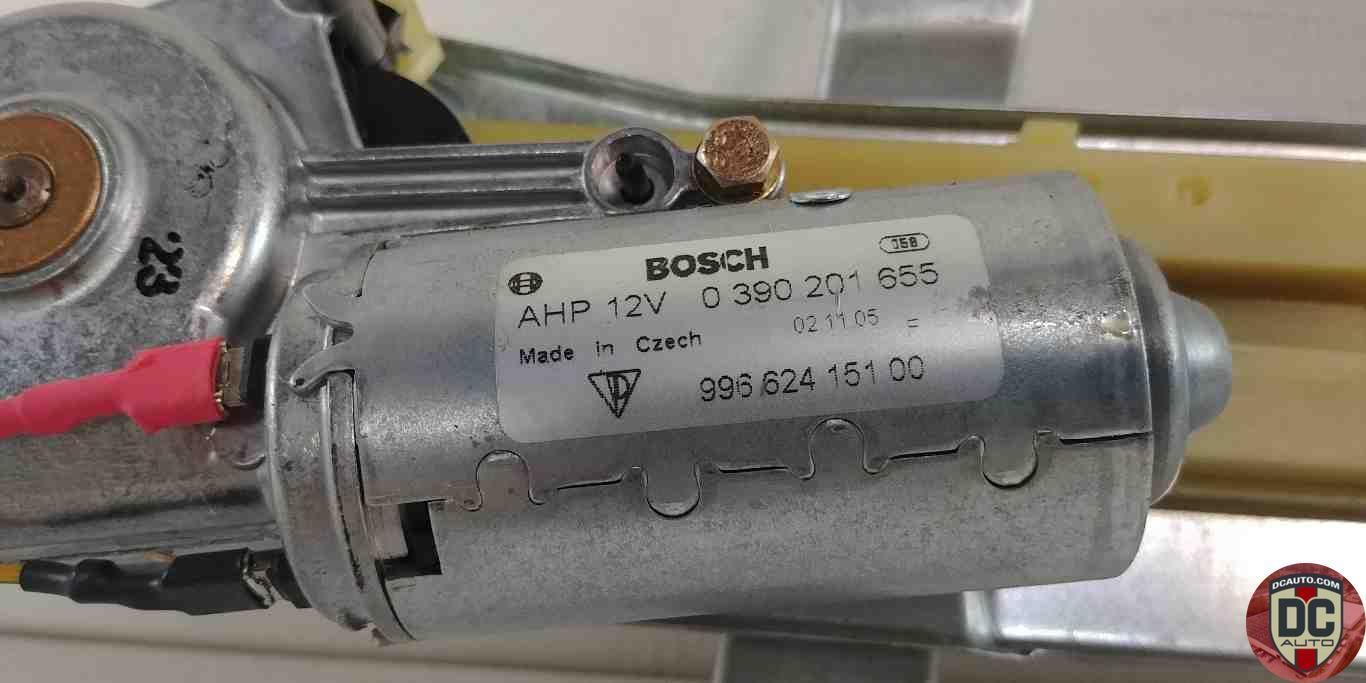 BOSCH
058
AHP 12V 0 390 201 655
Made in Czech
02 11 05 =
996 624 151 00
.23
DCAUTO.COM
DC
AUTO